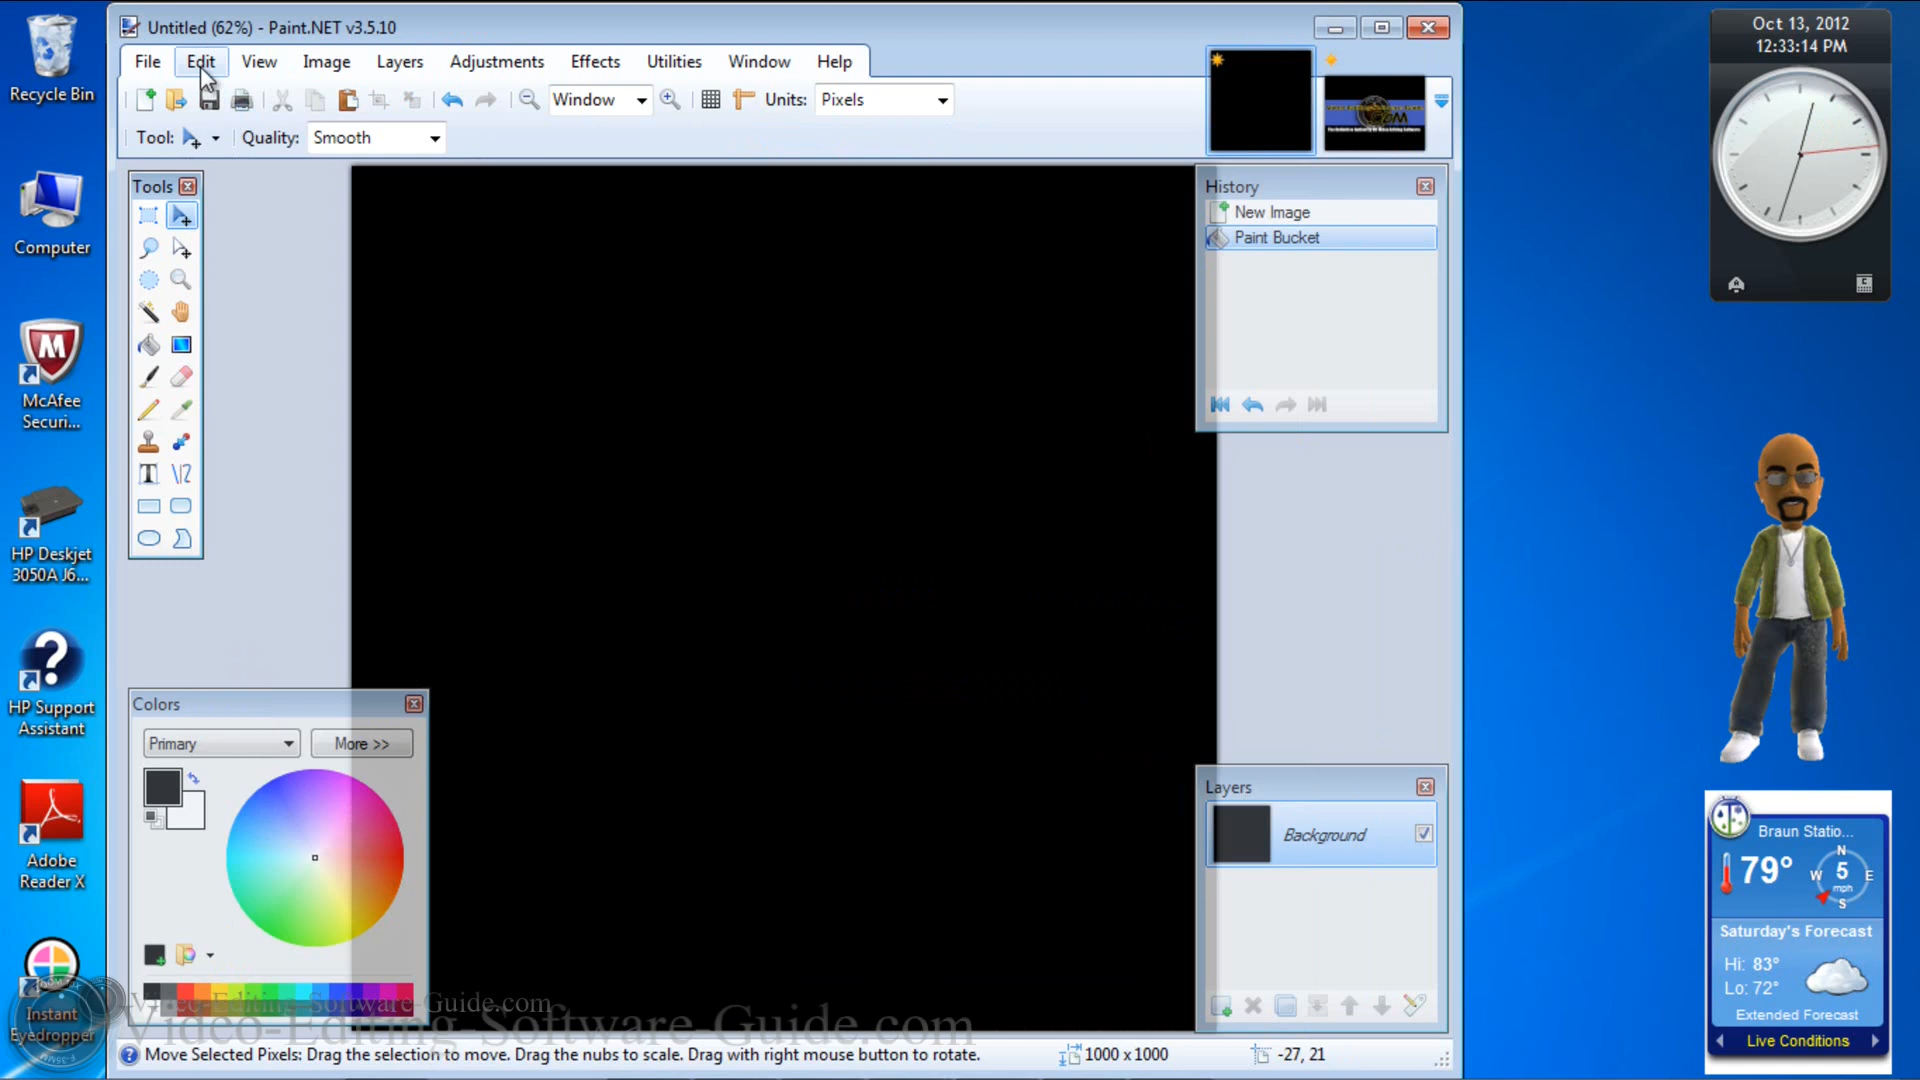 Untitled (62%) - Paint.NET v3.5.10
File Edit View Image Layers Adjustments Effects Utilities Window Help
Window Units: Pixels
Tool: Quality: Smooth
Tools
History
New Image
Paint Bucket
Colors
Primary More >>
Layers
Background
Move Selected Pixels: Drag the selection to move. Drag the nubs to scale. Drag with right mouse button to rotate.
1000 x 1000
-27, 21
Recycle Bin
Computer
McAfee
Securi...
HP Deskjet
3050A J6...
HP Support
Assistant
Adobe
Reader X
Instant
Eyedropper
Video-Editing-Software-Guide.com
Video-Editing-Software-Guide.com
Oct 13, 2012
12:33:14 PM
Braun Statio...
79°
N
W 5 E
mph
S
Saturday's Forecast
Hi: 83°
Lo: 72°
Extended Forecast
Live Conditions